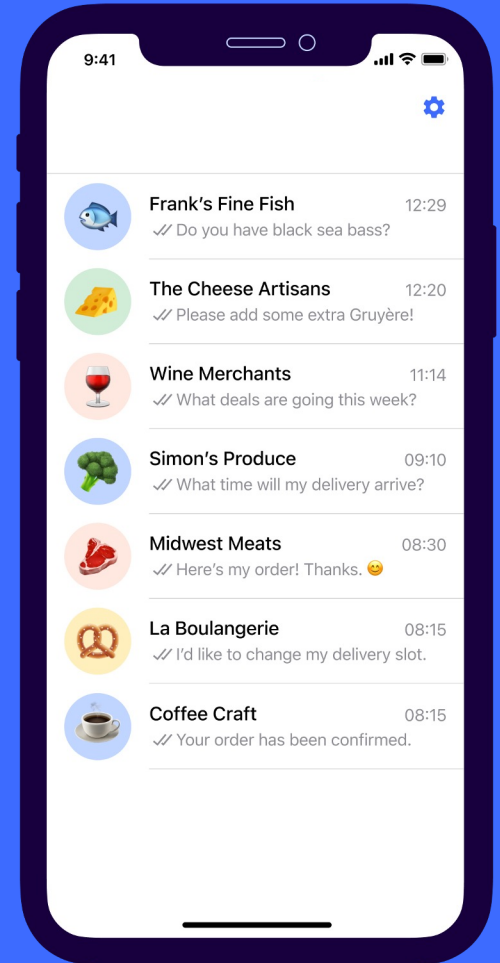 9:41
Frank's Fine Fish 12:29
Do you have black sea bass?
The Cheese Artisans 12:20
Please add some extra Gruyère!
Wine Merchants 11:14
What deals are going this week?
Simon's Produce 09:10
What time will my delivery arrive?
Midwest Meats 08:30
Here's my order! Thanks. 😊
La Boulangerie 08:15
I'd like to change my delivery slot.
Coffee Craft 08:15
Your order has been confirmed.